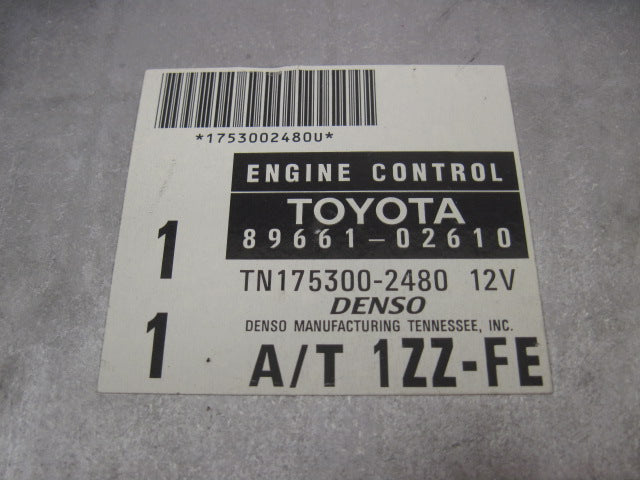 *1753002480U*
ENGINE CONTROL
TOYOTA
89661-02610
1
TN175300-2480 12V
DENSO
DENSO MANUFACTURING TENNESSEE, INC.
1
A/T 1ZZ-FE